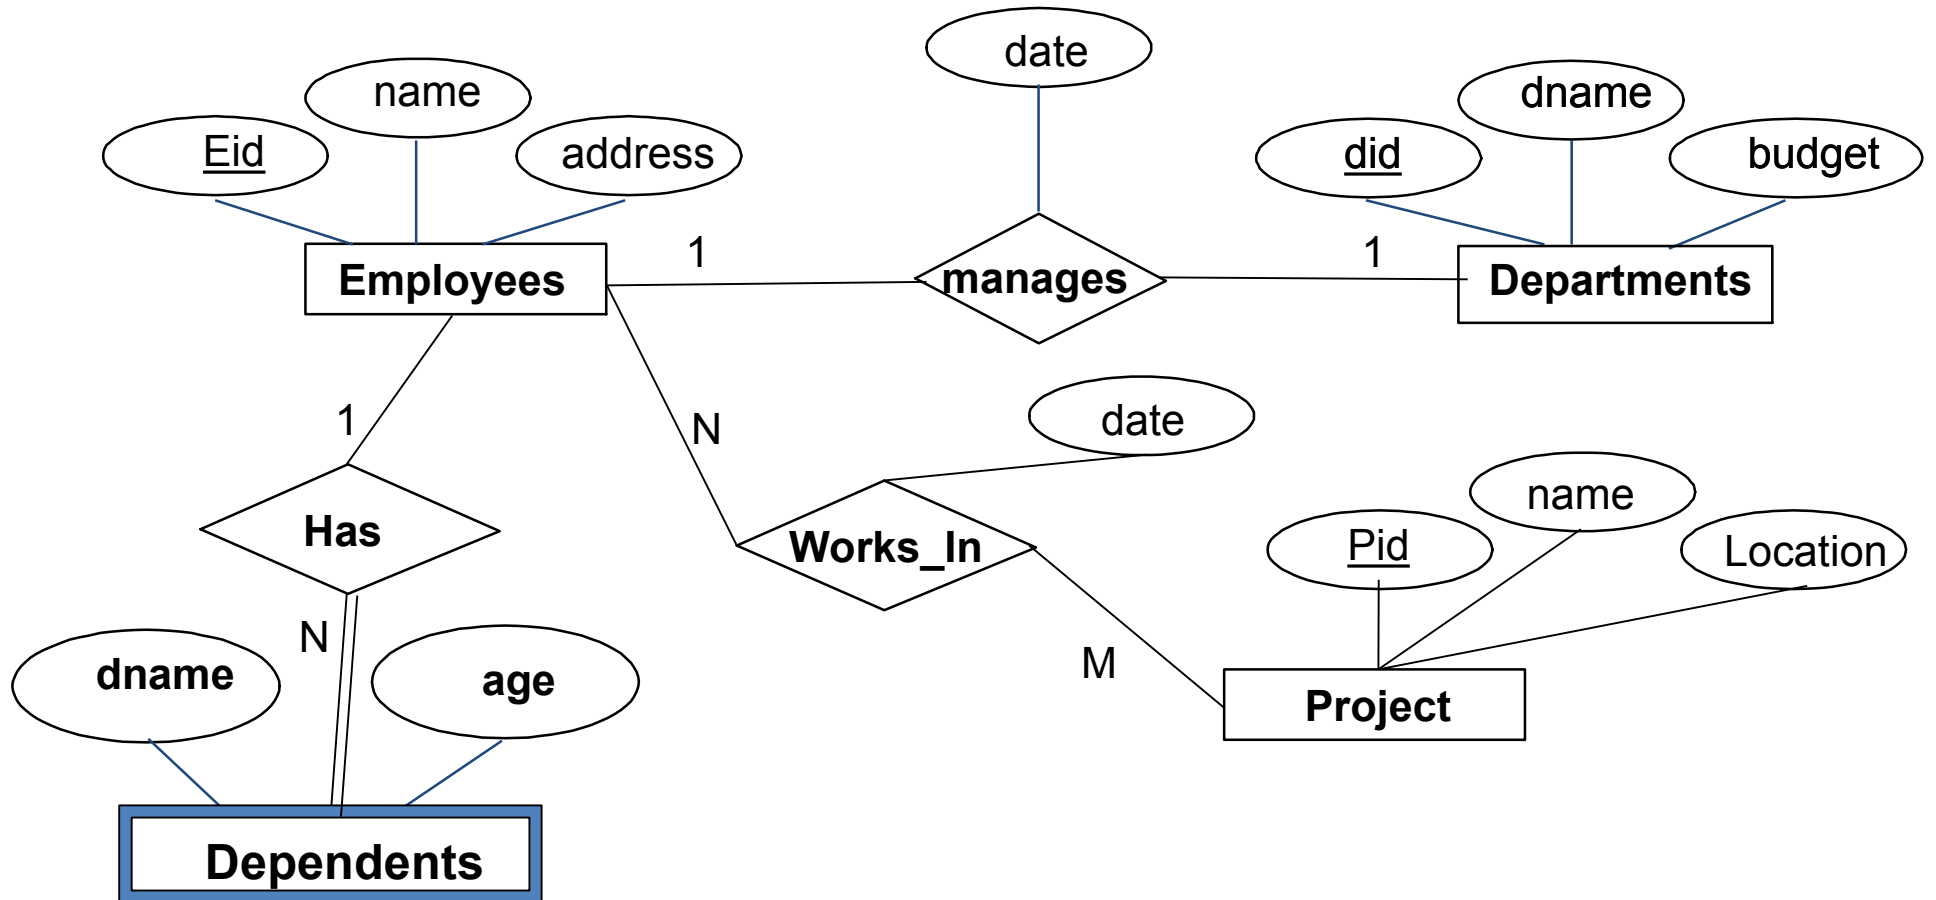 date
name
dname
Eid
address
did
budget
1
1
Employees
manages
Departments
1
N
date
name
Has
Works_In
Pid
Location
N
M
dname
age
Project
Dependents